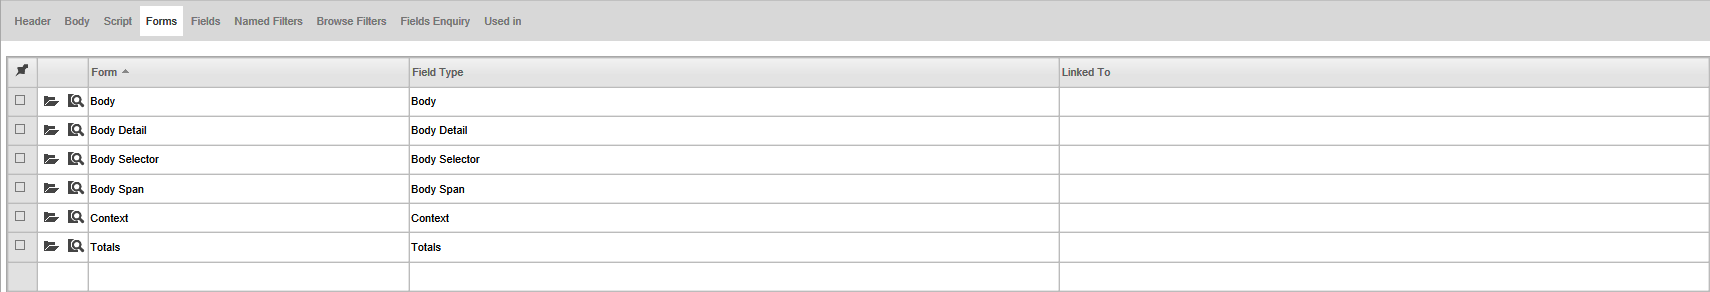 Header Body Script Forms Fields Named Filters Browse Filters Fields Enquiry Used in
Form Field Type Linked To
Body Body
Body Detail Body Detail
Body Selector Body Selector
Body Span Body Span
Context Context
Totals Totals